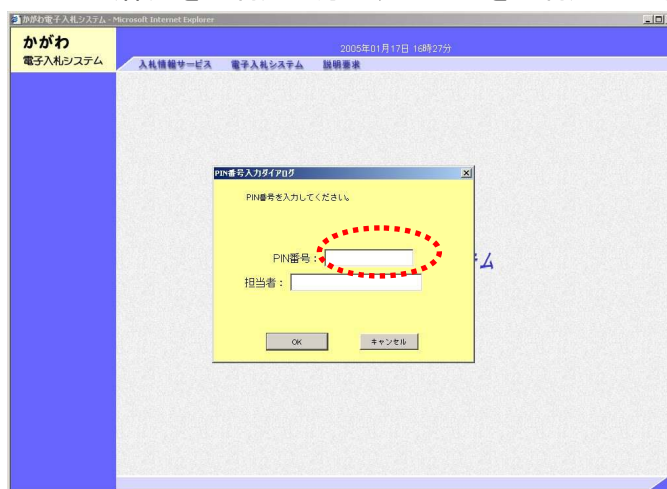 かがわ電子入札システム - Microsoft Internet Explorer
かがわ
電子入札システム
2005年01月17日 16時27分
入札情報サービス 電子入札システム 説明要求
PIN番号入力ダイアログ
PIN番号を入力してください。
PIN番号：
ム
担当者：
OK キャンセル